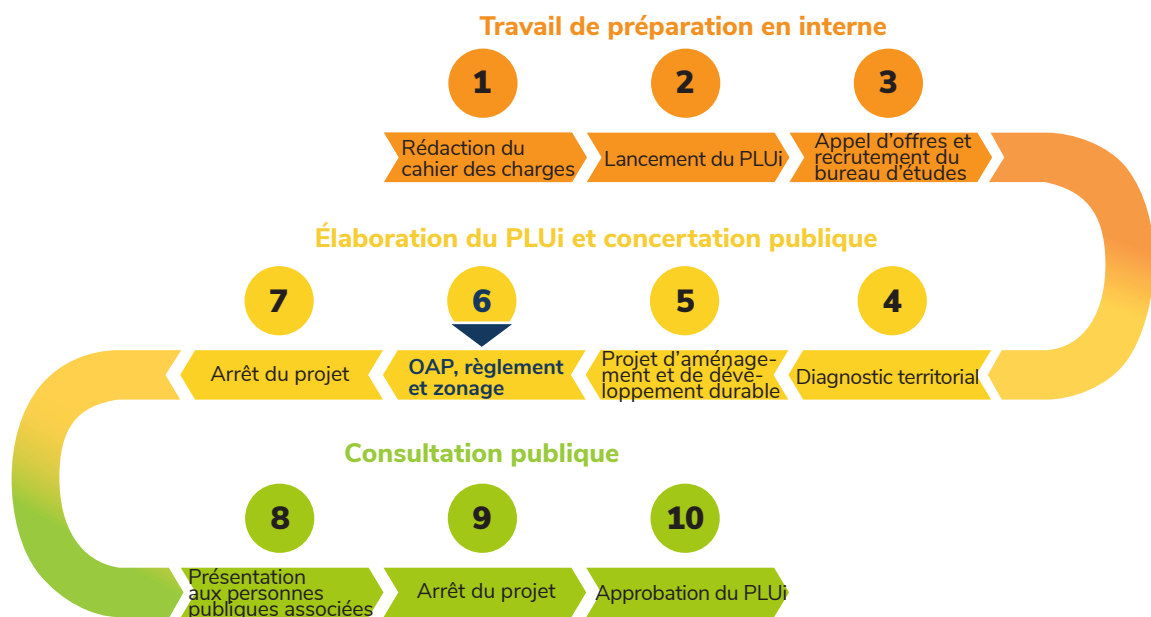 Travail de préparation en interne
1
2
3
Rédaction du
cahier des charges
Lancement du PLUi
Appel d'offres et
recrutement du
bureau d'études
Élaboration du PLUi et concertation publique
7
6
5
4
Arrêt du projet
OAP, règlement
et zonage
Projet d'aménage-
ment et de déve-
loppement durable
Diagnostic territorial
Consultation publique
8
9
10
Présentation
aux personnes
publiques associées
Arrêt du projet
Approbation du PLUi